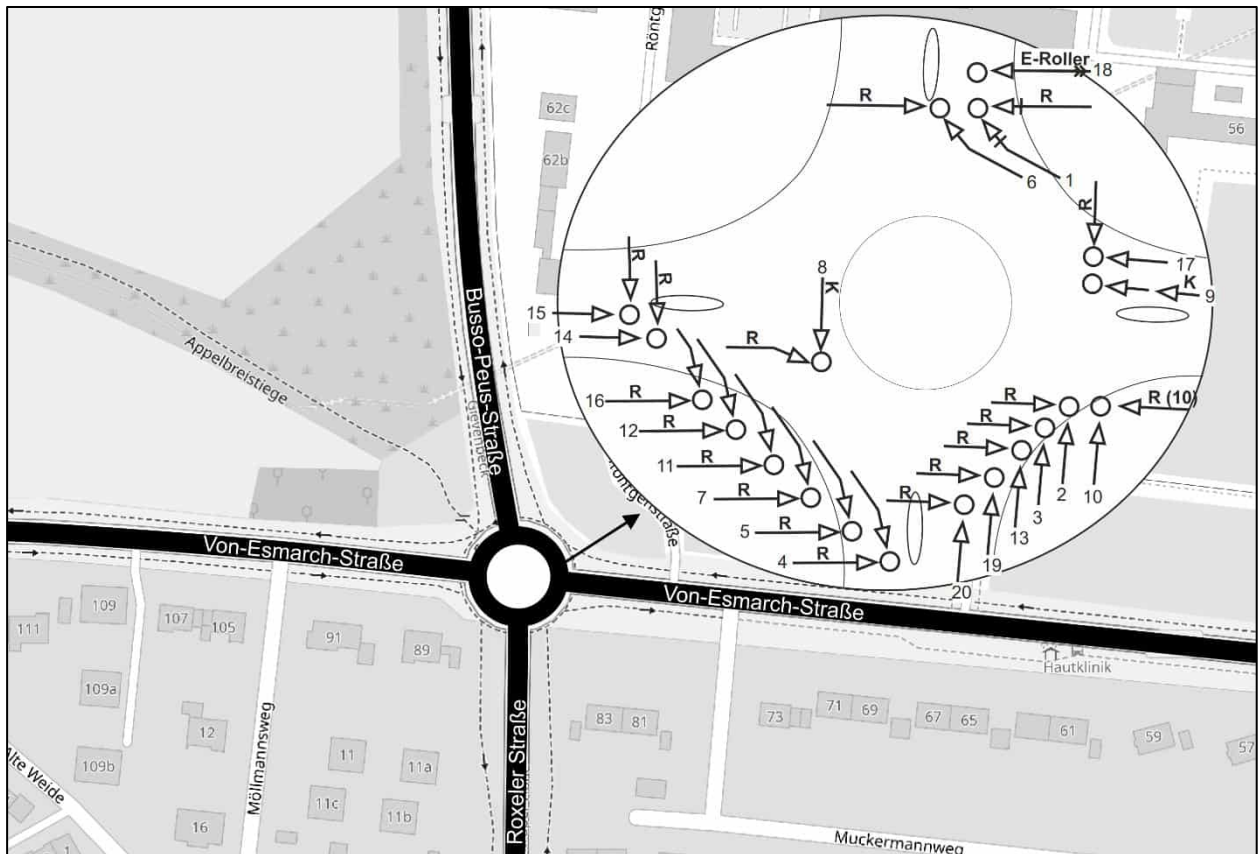 Röntg
62c
62b
56
E-Roller
18
R
R
6
1
R
17
K
9
8
K
R
R
R
15
14
R
16
R
12
R
11
R
7
R
5
R
4
R
R
R
R
R
R (10)
2
10
3
13
19
20
Appelbreistiege
Busso-Peus-Straße
Gievenbeck
Von-Esmarch-Straße
Von-Esmarch-Straße
Roxeler Straße
Möllmannsweg
Alte Weide
Muckermannweg
Hautklinik
111
109
107
105
91
89
109a
12
11
11a
109b
11c
11b
16
1
83
81
73
71
69
67
65
61
59
57